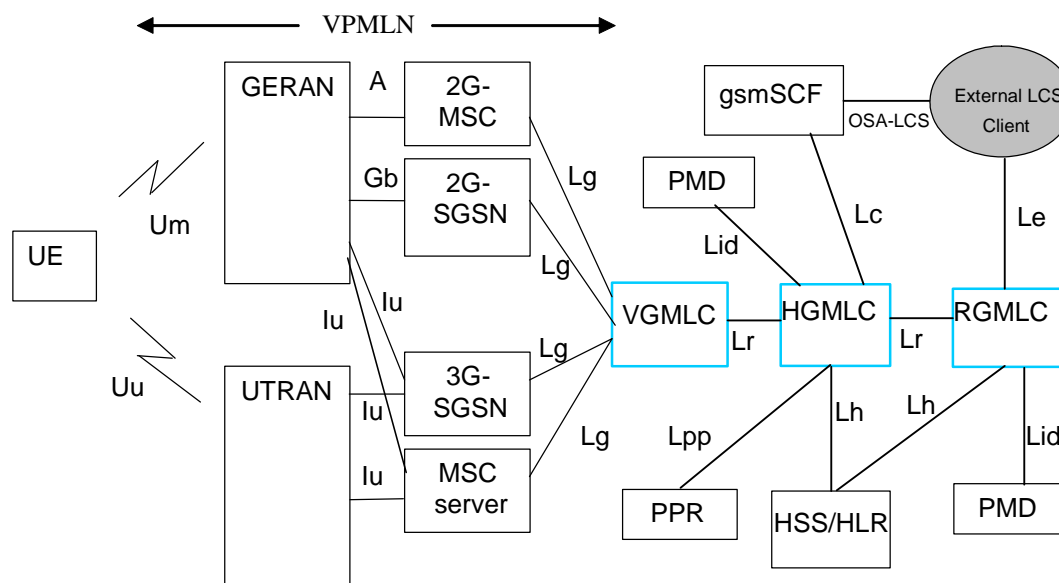 VPMLN
GERAN
A
2G-
MSC
gsmSCF
OSA-LCS
External LCS
Client
Gb
2G-
SGSN
Lg
PMD
Lc
Le
Um
UE
Lid
Lg
Iu
Iu
VGMLC
Lr
HGMLC
Lr
RGMLC
Uu
UTRAN
Iu
3G-
SGSN
Lg
Lg
Lpp
Lh
Lh
Lid
Iu
MSC
server
PPR
HSS/HLR
PMD